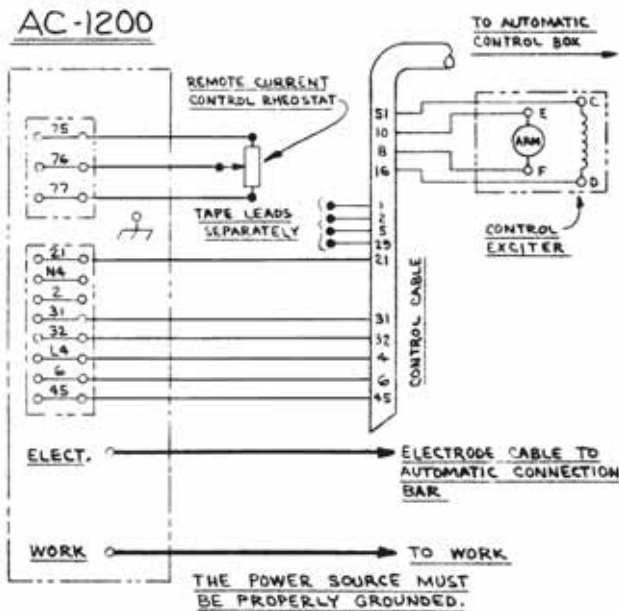 AC-1200
TO AUTOMATIC
CONTROL BOX
REMOTE CURRENT
CONTROL RHEOSTAT
75
76
77
51
10
8
16
E
ARM
F
C
D
CONTROL
EXCITER
TAPE LEADS
SEPARATELY
1
2
5
29
21
N4
2
31
32
L4
6
45
21
31
32
4
6
45
CONTROL CABLE
ELECT.
ELECTRODE CABLE TO
AUTOMATIC CONNECTION
BAR
WORK
TO WORK
THE POWER SOURCE MUST
BE PROPERLY GROUNDED.